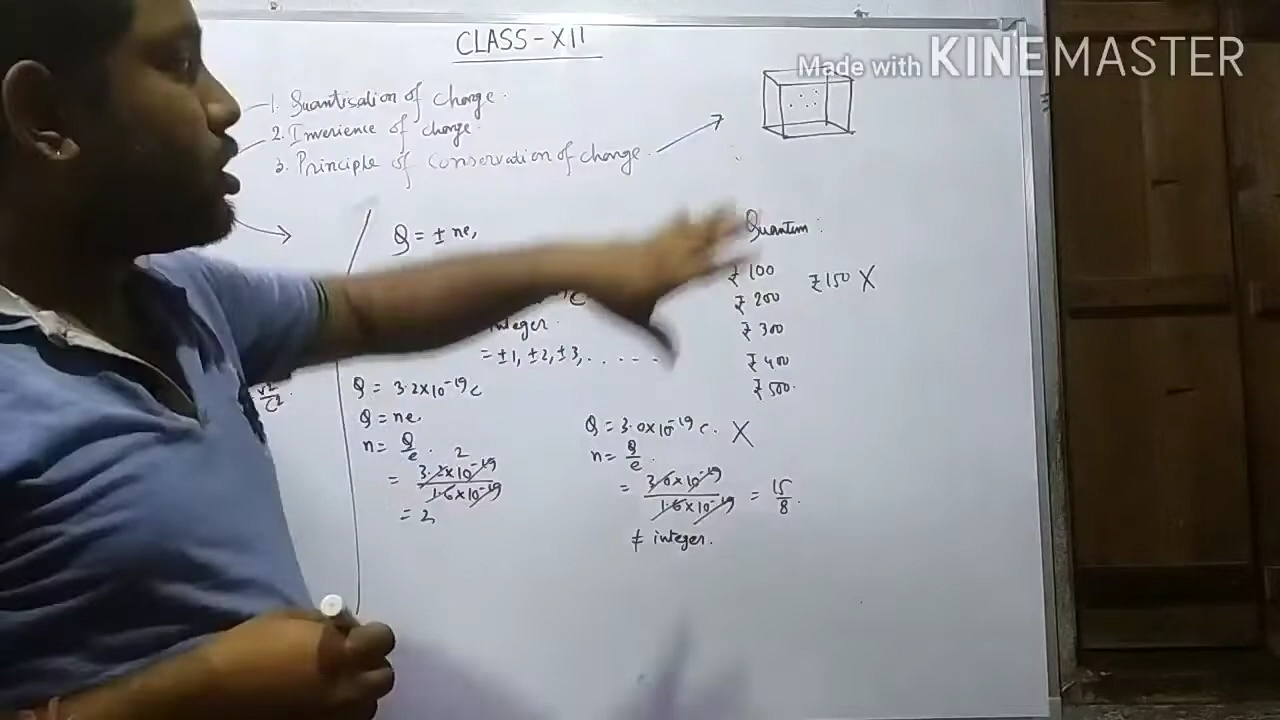 CLASS-XII
Made with KINEMASTER
1. Quantisation of charge.
2. Inverience of charge.
3. Principle of conservation of charge.
Q = ± ne,
Quantum :
₹ 100
₹ 150 X
₹ 200
₹ 300
₹ 400
₹ 500.
C
integer.
= ±1, ±2, ±3, . . . . .
v²/c².
Q = 3.2×10⁻¹⁹ C
Q = ne
n = Q/e .
2
= 3.2×10⁻¹⁹/1.6×10⁻¹⁹
= 2
Q = 3.0×10⁻¹⁹ C. X
n = Q/e .
= 3.0×10⁻¹⁹/1.6×10⁻¹⁹ = 15/8 .
≠ integer.